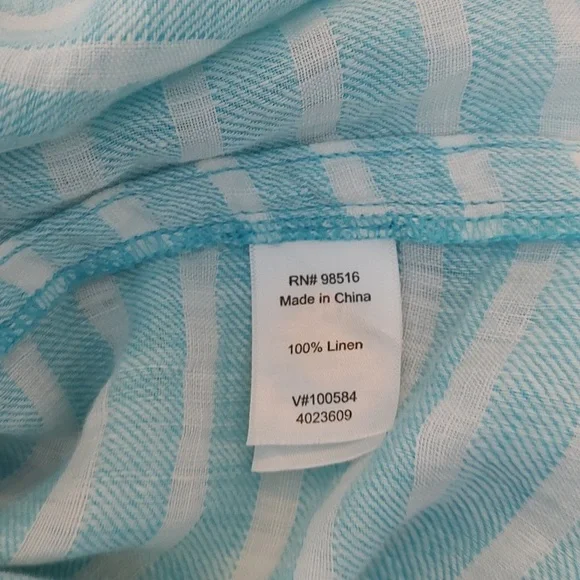 RN# 98516
Made in China
100% Linen
V#100584
4023609